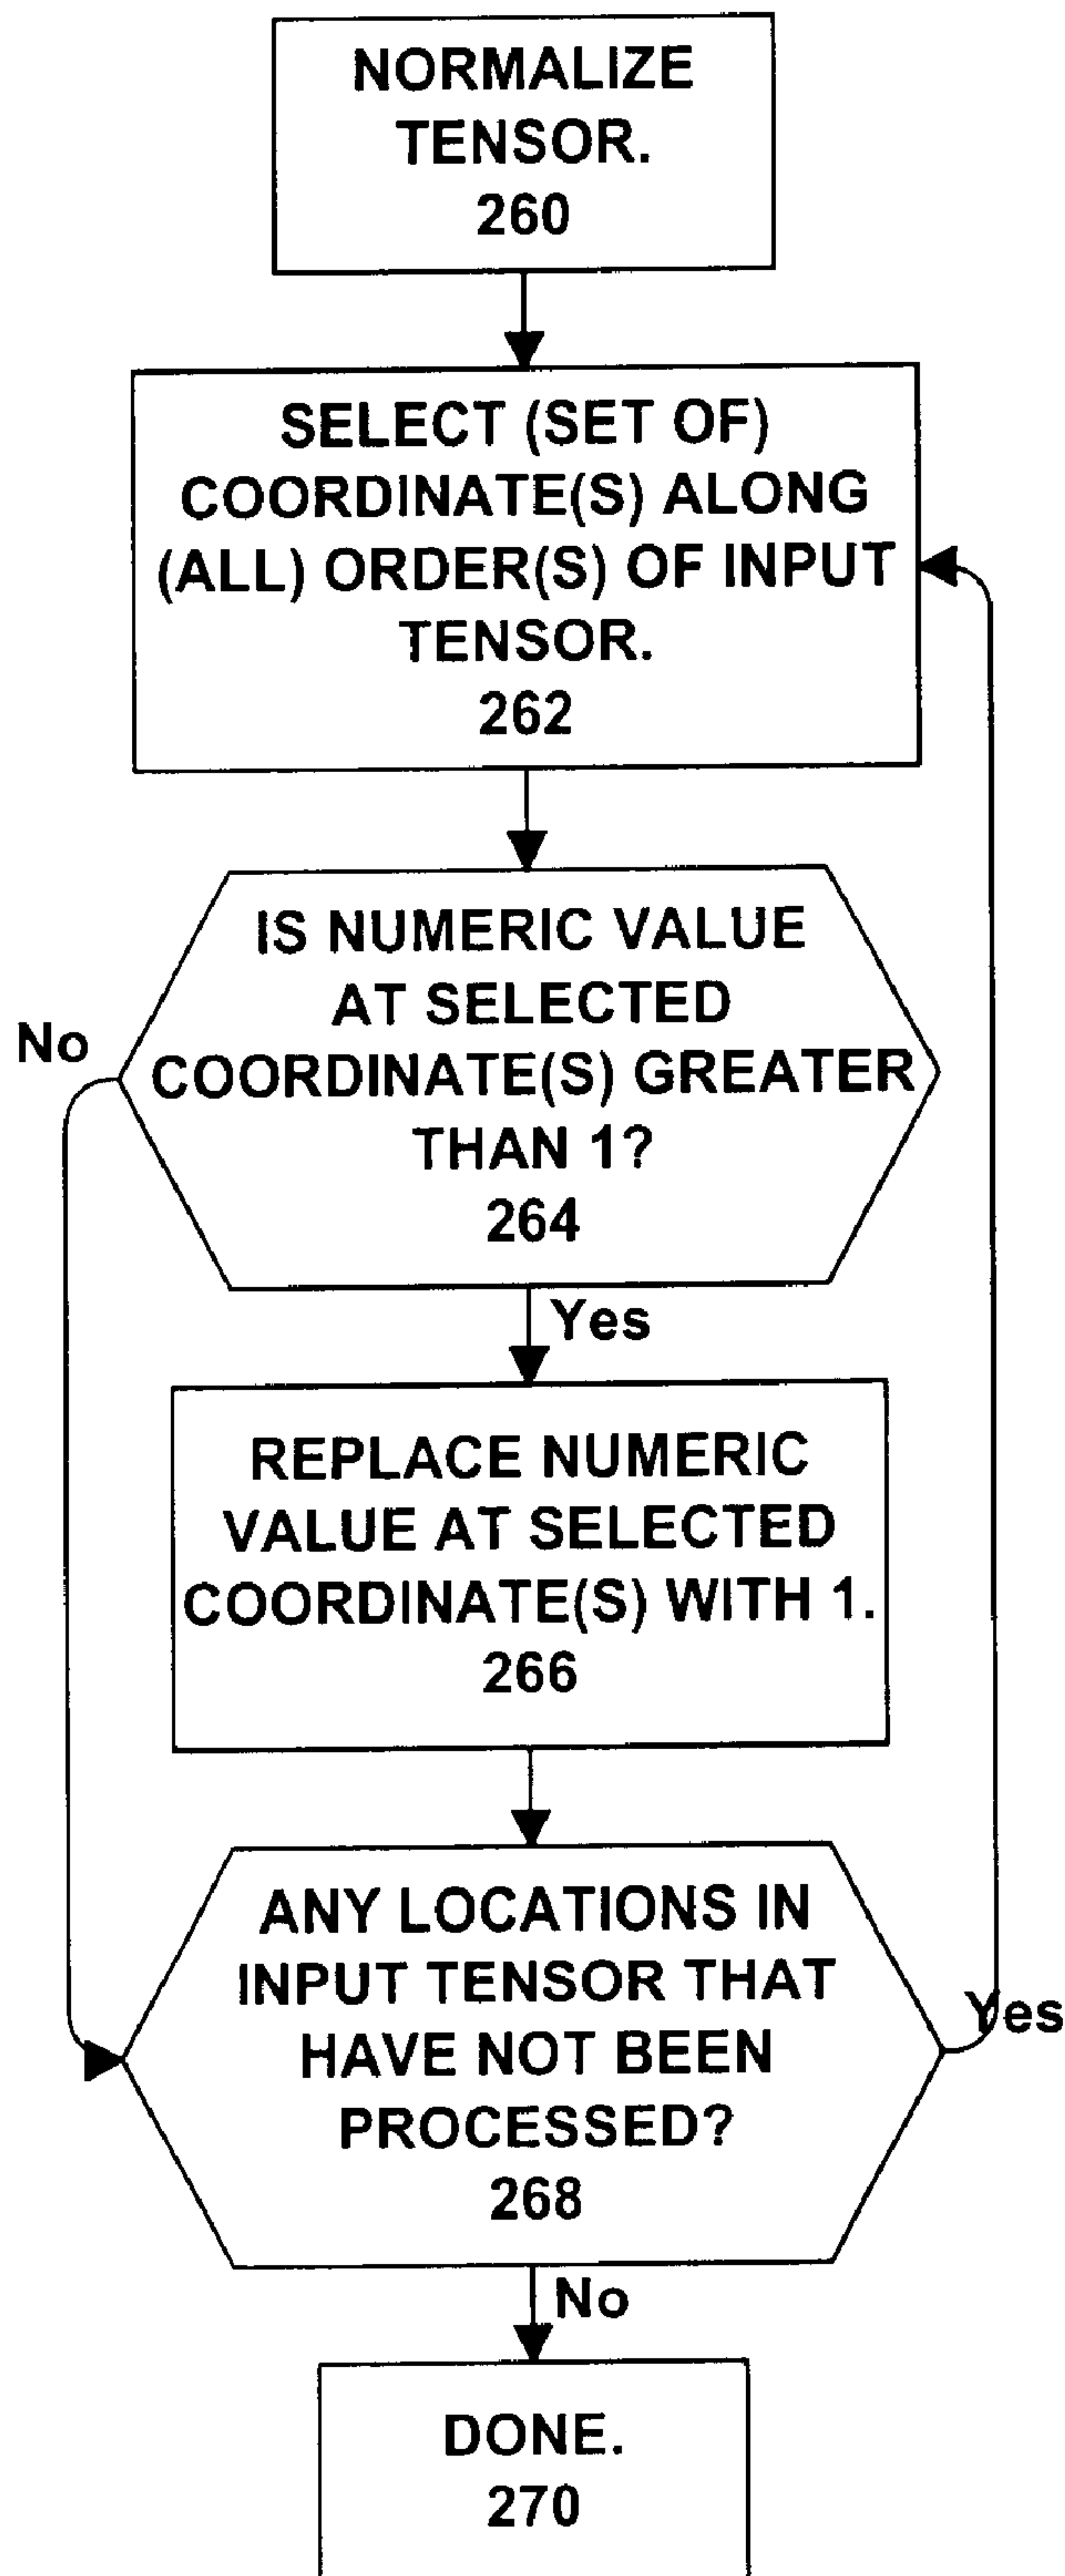 NORMALIZE
TENSOR.
260
SELECT (SET OF)
COORDINATE(S) ALONG
(ALL) ORDER(S) OF INPUT
TENSOR.
262
IS NUMERIC VALUE
AT SELECTED
COORDINATE(S) GREATER
THAN 1?
264
No
Yes
REPLACE NUMERIC
VALUE AT SELECTED
COORDINATE(S) WITH 1.
266
ANY LOCATIONS IN
INPUT TENSOR THAT
HAVE NOT BEEN
PROCESSED?
268
Yes
No
DONE.
270